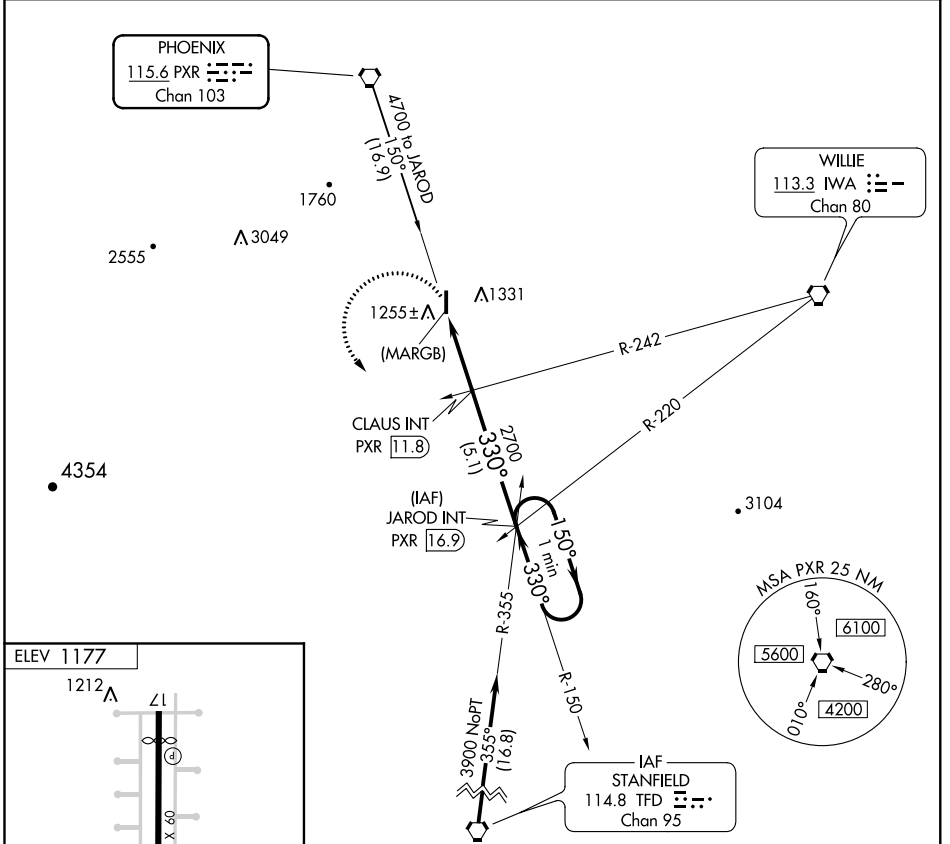 PHOENIX
115.6 PXR
Chan 103
4700 to JAROD
150°
(16.9)
WILLIE
113.3 IWA
Chan 80
1760
3049
2555
1331
1255±
(MARGB)
R-242
R-220
CLAUS INT
PXR 11.8
2700
330°
(5.1)
4354
(IAF)
JAROD INT
PXR 16.9
3104
150°
1 min
330°
MSA PXR 25 NM
160°
6100
5600
280°
010°
4200
R-355
R-150
3900 NoPT
355°
(16.8)
IAF
STANFIELD
114.8 TFD
Chan 95
ELEV 1177
1212
17
P
09 X